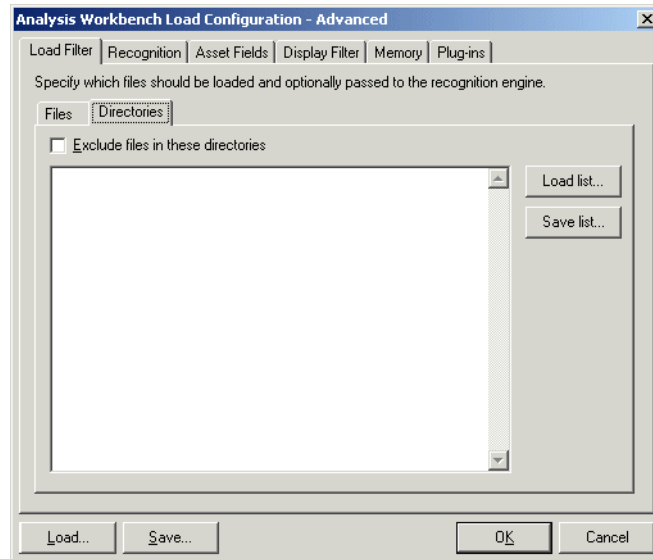 Analysis Workbench Load Configuration - Advanced
Load Filter Recognition Asset Fields Display Filter Memory Plug-ins
Specify which files should be loaded and optionally passed to the recognition engine.
Files Directories
Exclude files in these directories
Load list...
Save list...
Load... Save... OK Cancel